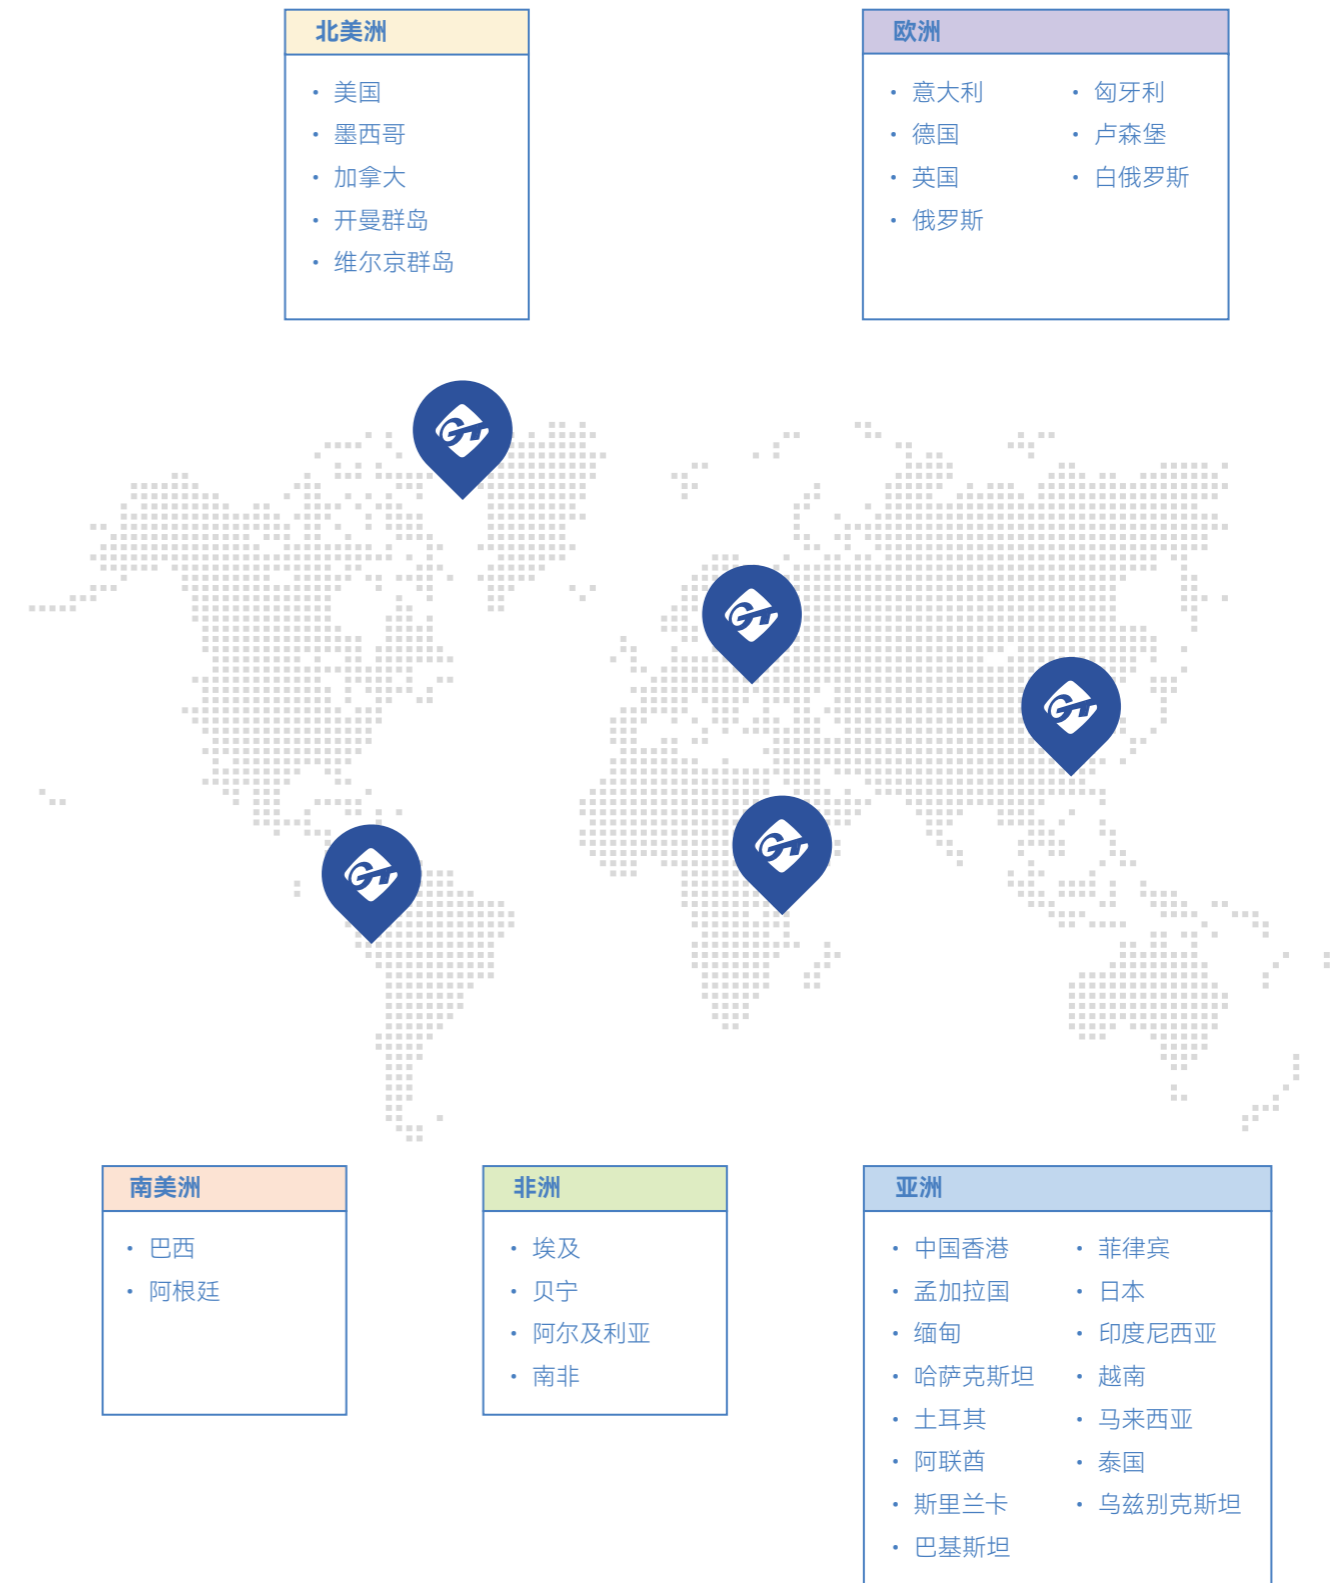 北美洲
• 美国
• 墨西哥
• 加拿大
• 开曼群岛
• 维尔京群岛
欧洲
• 意大利
• 德国
• 英国
• 俄罗斯
• 匈牙利
• 卢森堡
• 白俄罗斯
GT
GT
GT
GT
GT
南美洲
• 巴西
• 阿根廷
非洲
• 埃及
• 贝宁
• 阿尔及利亚
• 南非
亚洲
• 中国香港
• 孟加拉国
• 缅甸
• 哈萨克斯坦
• 土耳其
• 阿联酋
• 斯里兰卡
• 巴基斯坦
• 菲律宾
• 日本
• 印度尼西亚
• 越南
• 马来西亚
• 泰国
• 乌兹别克斯坦